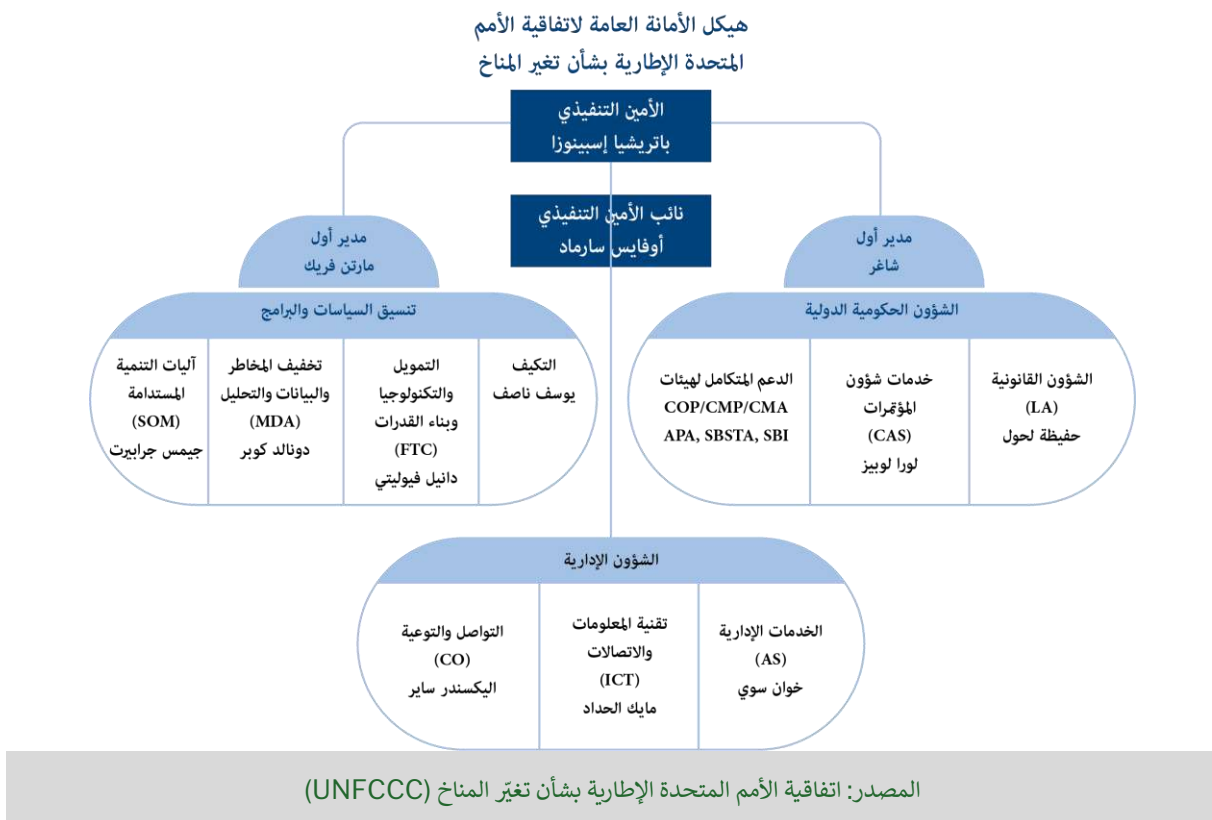 هيكل الأمانة العامة لاتفاقية الأمم
المتحدة الإطارية بشأن تغير المناخ
الأمين التنفيذي
باتريشيا إسبينوزا
نائب الأمين التنفيذي
أوفايس سارماد
مدير أول
شاغر
الشؤون الحكومية الدولية
الشؤون القانونية
(LA)
حفيظة لحول
خدمات شؤون
المؤتمرات
(CAS)
لورا لوبيز
الدعم المتكامل لهيئات
COP/CMP/CMA
APA, SBSTA, SBI
مدير أول
مارتن فريك
تنسيق السياسات والبرامج
التكيف
يوسف ناصف
التمويل
والتكنولوجيا
وبناء القدرات
(FTC)
دانيل فيوليتي
تخفيف المخاطر
والبيانات والتحليل
(MDA)
دونالد كوبر
آليات التنمية
المستدامة
(SOM)
جيمس جرابيرت
الشؤون الإدارية
الخدمات الإدارية
(AS)
خوان سوي
تقنية المعلومات
والاتصالات
(ICT)
مايك الحداد
التواصل والتوعية
(CO)
اليكسندر ساير
المصدر: اتفاقية الأمم المتحدة الإطارية بشأن تغيّر المناخ (UNFCCC)